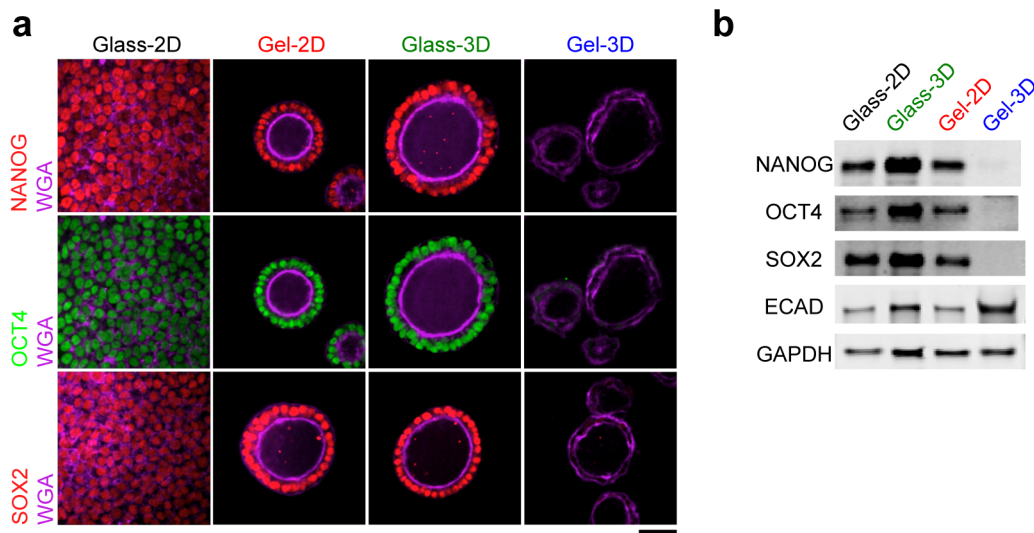 a
Glass-2D Gel-2D Glass-3D Gel-3D
NANOG
WGA
OCT4
WGA
SOX2
WGA
b
Glass-2D Glass-3D Gel-2D Gel-3D
NANOG
OCT4
SOX2
ECAD
GAPDH